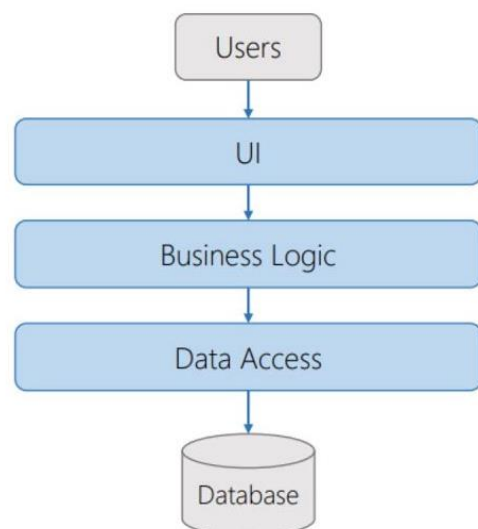 Users
UI
Business Logic
Data Access
Database